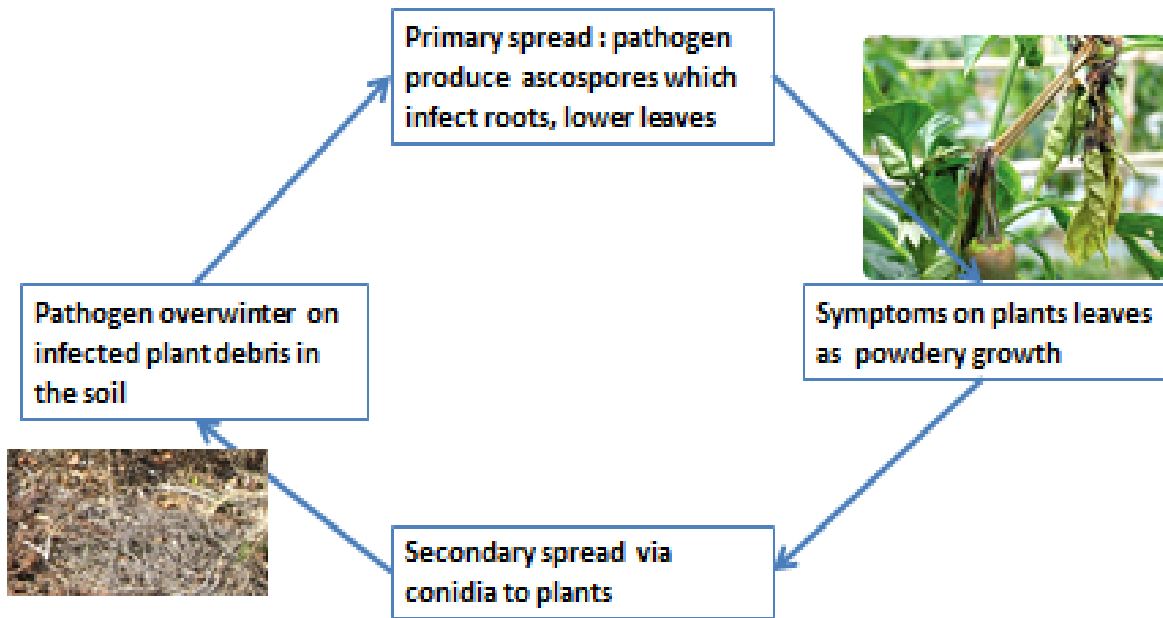 Primary spread : pathogen
produce ascospores which
infect roots, lower leaves
Pathogen overwinter on
infected plant debris in
the soil
Symptoms on plants leaves
as powdery growth
Secondary spread via
conidia to plants